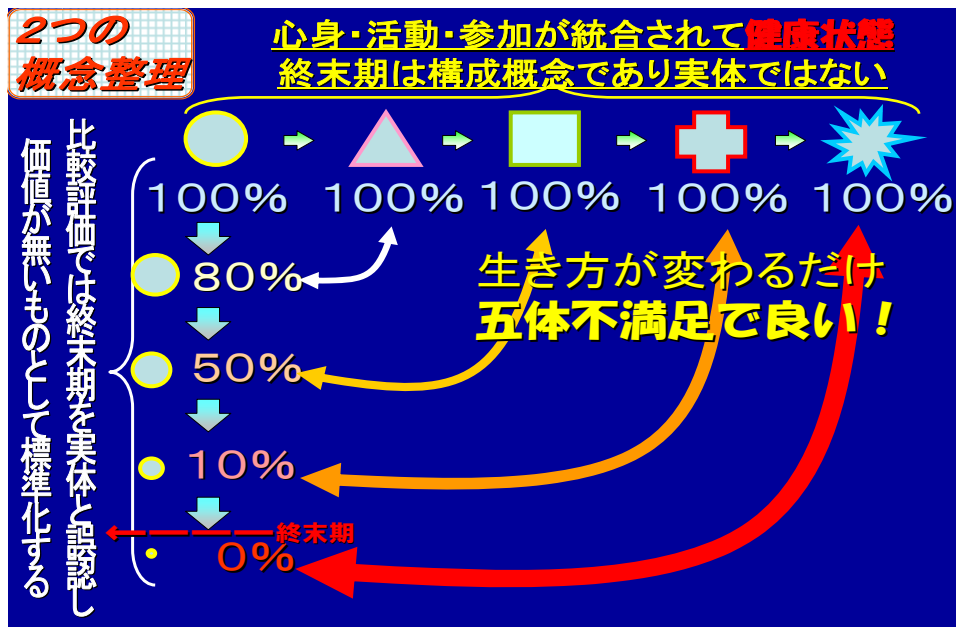 2つの
概念整理
心身・活動・参加が統合されて健康状態
終末期は構成概念であり実体ではない
100%
100%
100%
100%
100%
80%
50%
10%
0%
終末期
生き方が変わるだけ
五体不満足で良い！
比較評価では終末期を実体と誤認し
価値が無いものとして標準化する